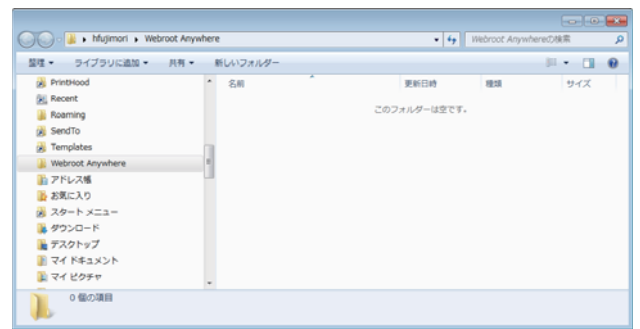 hfujimori ▸ Webroot Anywhere
Webroot Anywhereの検索
整理 ライブラリに追加 共有 新しいフォルダー
PrintHood
Recent
Roaming
SendTo
Templates
Webroot Anywhere
アドレス帳
お気に入り
スタート メニュー
ダウンロード
デスクトップ
マイ ドキュメント
マイ ピクチャ
名前 更新日時 種類 サイズ
このフォルダーは空です。
0 個の項目